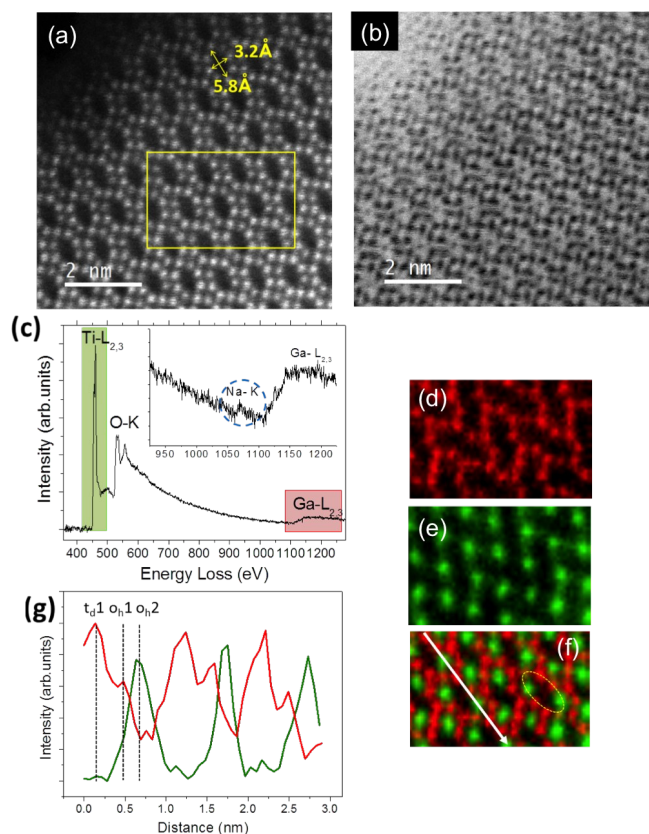 (a)
3.2Å
5.8Å
2 nm
(b)
2 nm
(c)
Ti-L2,3
O-K
Ga-L2,3
Na-K
Ga-L2,3
950 1000 1050 1100 1150 1200
Intensity (arb.units)
400 500 600 700 800 900 1000 1100 1200
Energy Loss (eV)
(d)
(e)
(f)
(g)
td1 oh1 oh2
Intensity (arb.units)
0.0 0.5 1.0 1.5 2.0 2.5 3.0
Distance (nm)